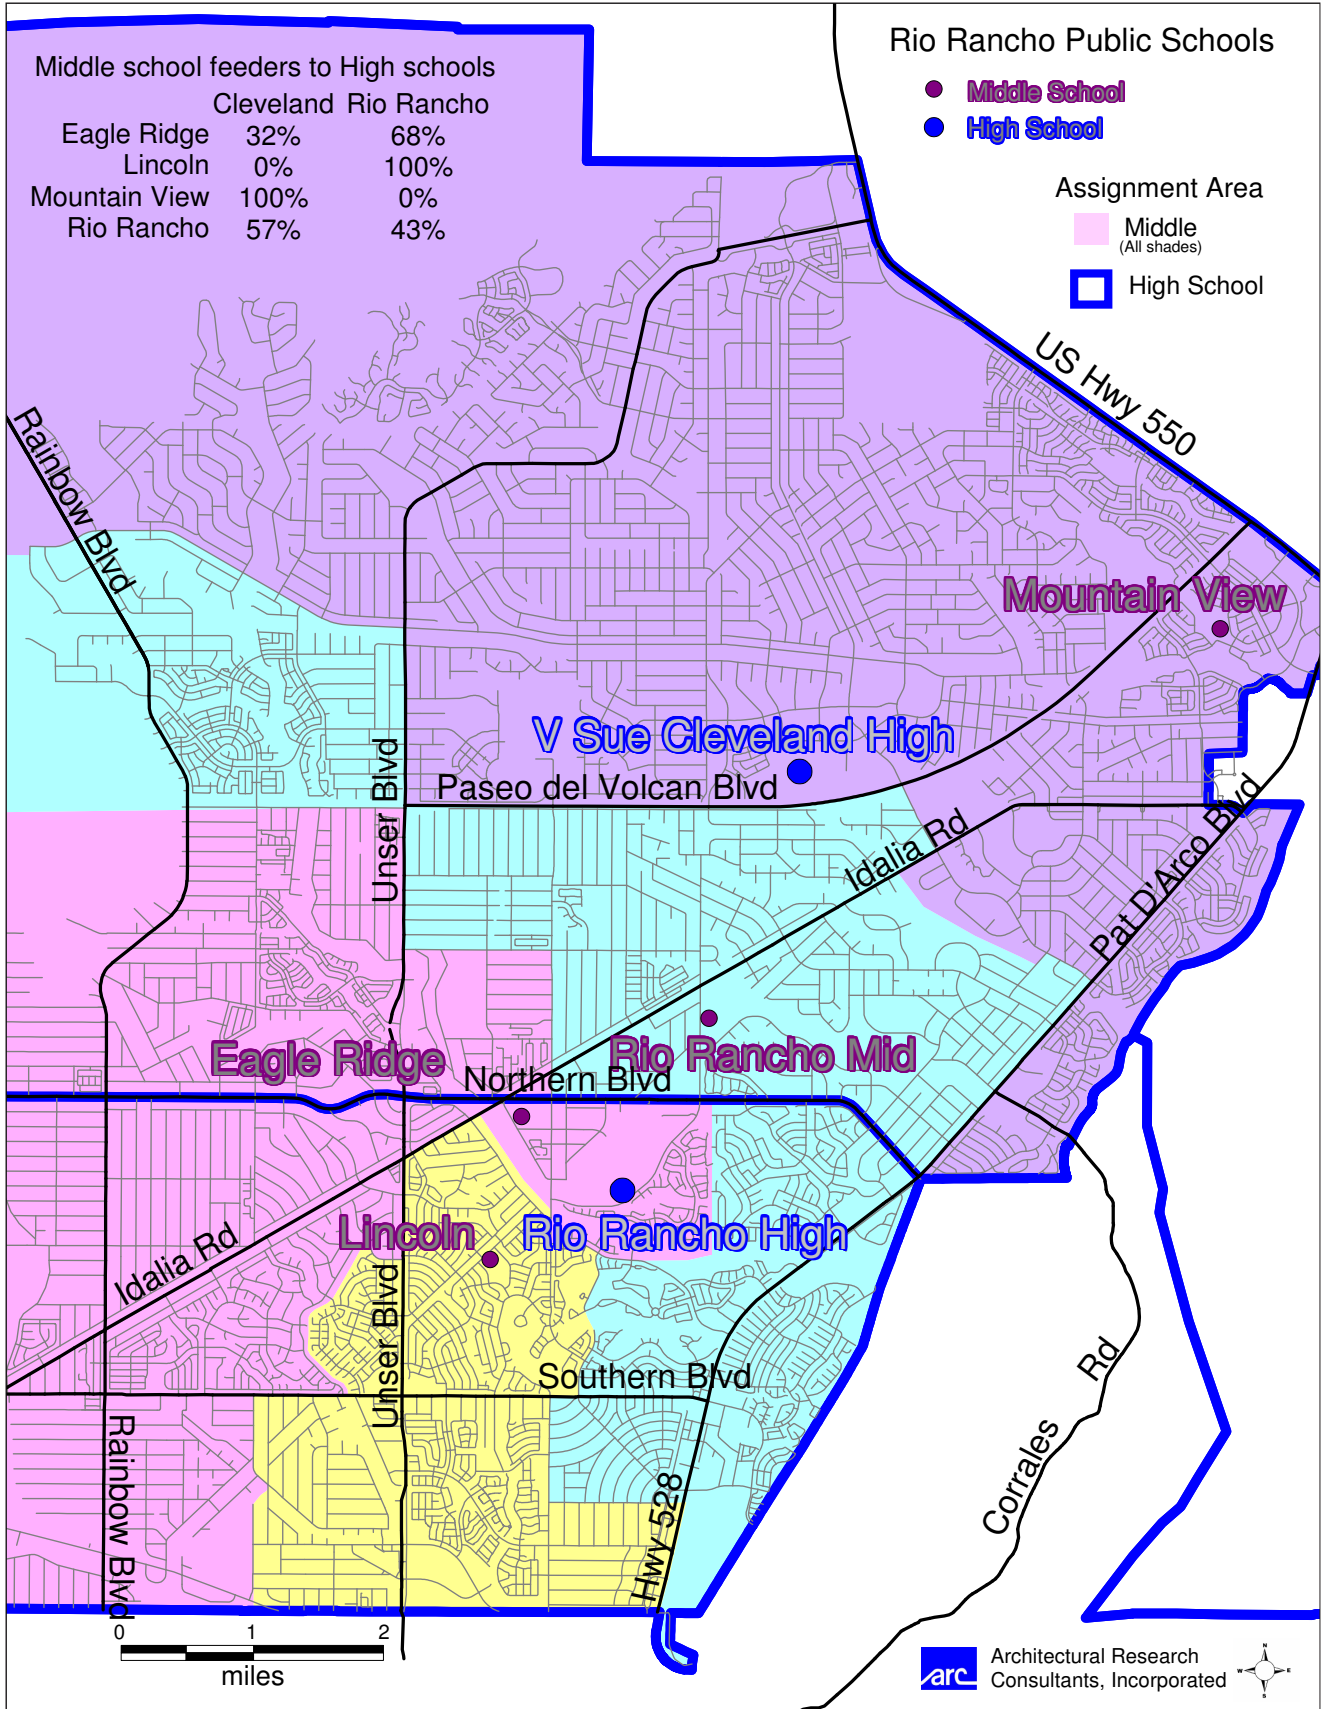 Rio Rancho Public Schools
Middle School
High School
Assignment Area
Middle
(All shades)
High School
Middle school feeders to High schools
Cleveland Rio Rancho
Eagle Ridge 32% 68%
Lincoln 0% 100%
Mountain View 100% 0%
Rio Rancho 57% 43%
US Hwy 550
Rainbow Blvd
Mountain View
V Sue Cleveland High
Unser Blvd
Paseo del Volcan Blvd
Idalia Rd
Pat D'Arco Blvd
Eagle Ridge
Rio Rancho Mid
Northern Blvd
Lincoln
Rio Rancho High
Idalia Rd
Unser Blvd
Southern Blvd
Rainbow Blvd
Hwy 528
Corrales Rd
0 1 2
miles
arc
Architectural Research
Consultants, Incorporated
N
W E
S